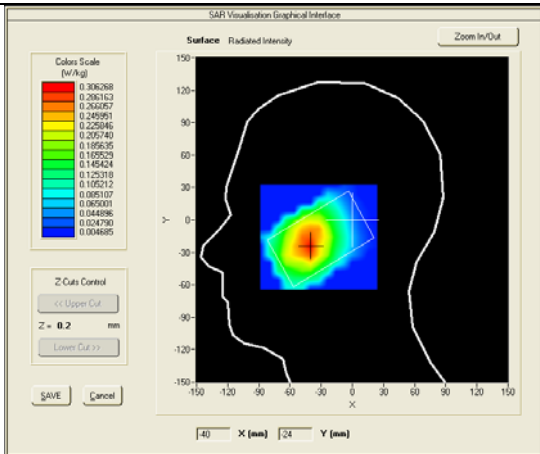 SAR Visualisation Graphical Interface
Surface Radiated Intensity
Zoom In/Out
Colors Scale
(W/kg)
0.306268
0.286163
0.266057
0.245951
0.225846
0.205740
0.185635
0.165529
0.145424
0.125318
0.105212
0.085107
0.065001
0.044896
0.024790
0.004685
150
120
90
60
30
0
-30
-60
-90
-120
-150
Y
-150 -120 -90 -60 -30 0 30 60 90 120 150
X
Z Cuts Control
<< Upper Cut
Z = 0.2 mm
Lower Cut >>
SAVE Cancel
-40 X (mm) -24 Y (mm)